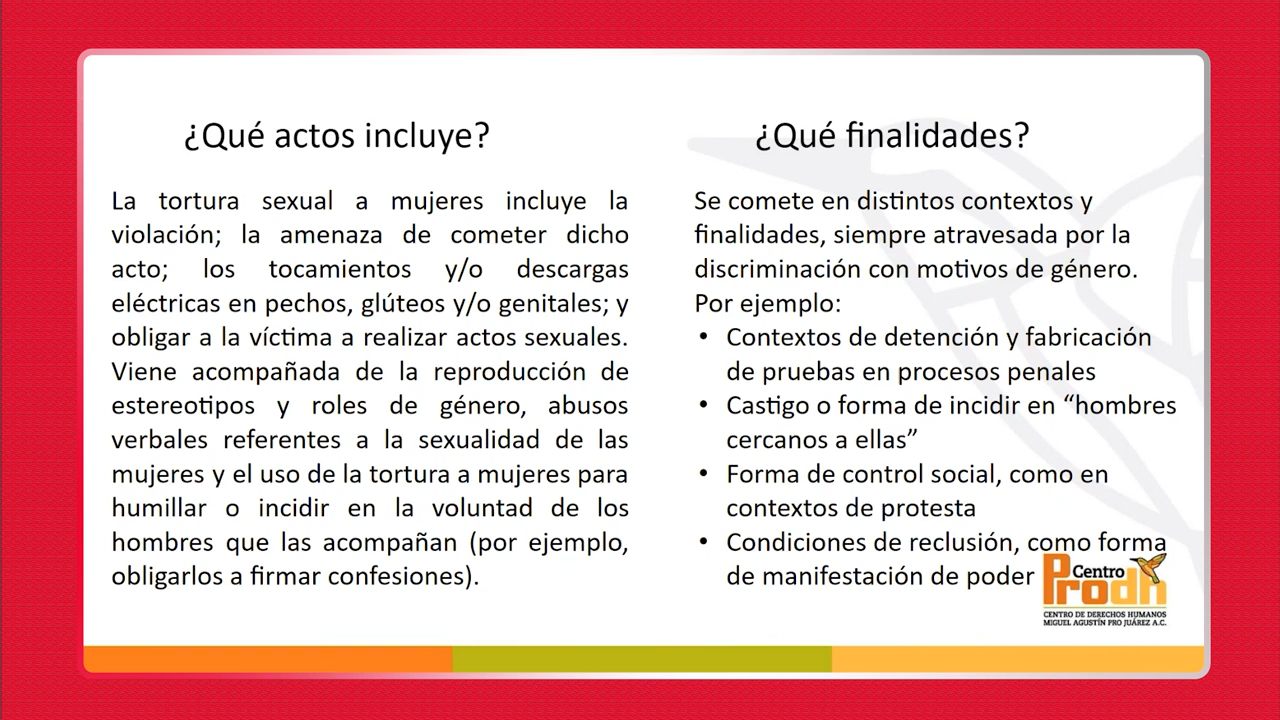 ¿Qué actos incluye?
La tortura sexual a mujeres incluye la
violación; la amenaza de cometer dicho
acto; los tocamientos y/o descargas
eléctricas en pechos, glúteos y/o genitales; y
obligar a la víctima a realizar actos sexuales.
Viene acompañada de la reproducción de
estereotipos y roles de género, abusos
verbales referentes a la sexualidad de las
mujeres y el uso de la tortura a mujeres para
humillar o incidir en la voluntad de los
hombres que las acompañan (por ejemplo,
obligarlos a firmar confesiones).
¿Qué finalidades?
Se comete en distintos contextos y
finalidades, siempre atravesada por la
discriminación con motivos de género.
Por ejemplo:
• Contextos de detención y fabricación
de pruebas en procesos penales
• Castigo o forma de incidir en “hombres
cercanos a ellas”
• Forma de control social, como en
contextos de protesta
• Condiciones de reclusión, como forma
de manifestación de poder
Centro
Prodh
CENTRO DE DERECHOS HUMANOS
MIGUEL AGUSTÍN PRO JUÁREZ A.C.